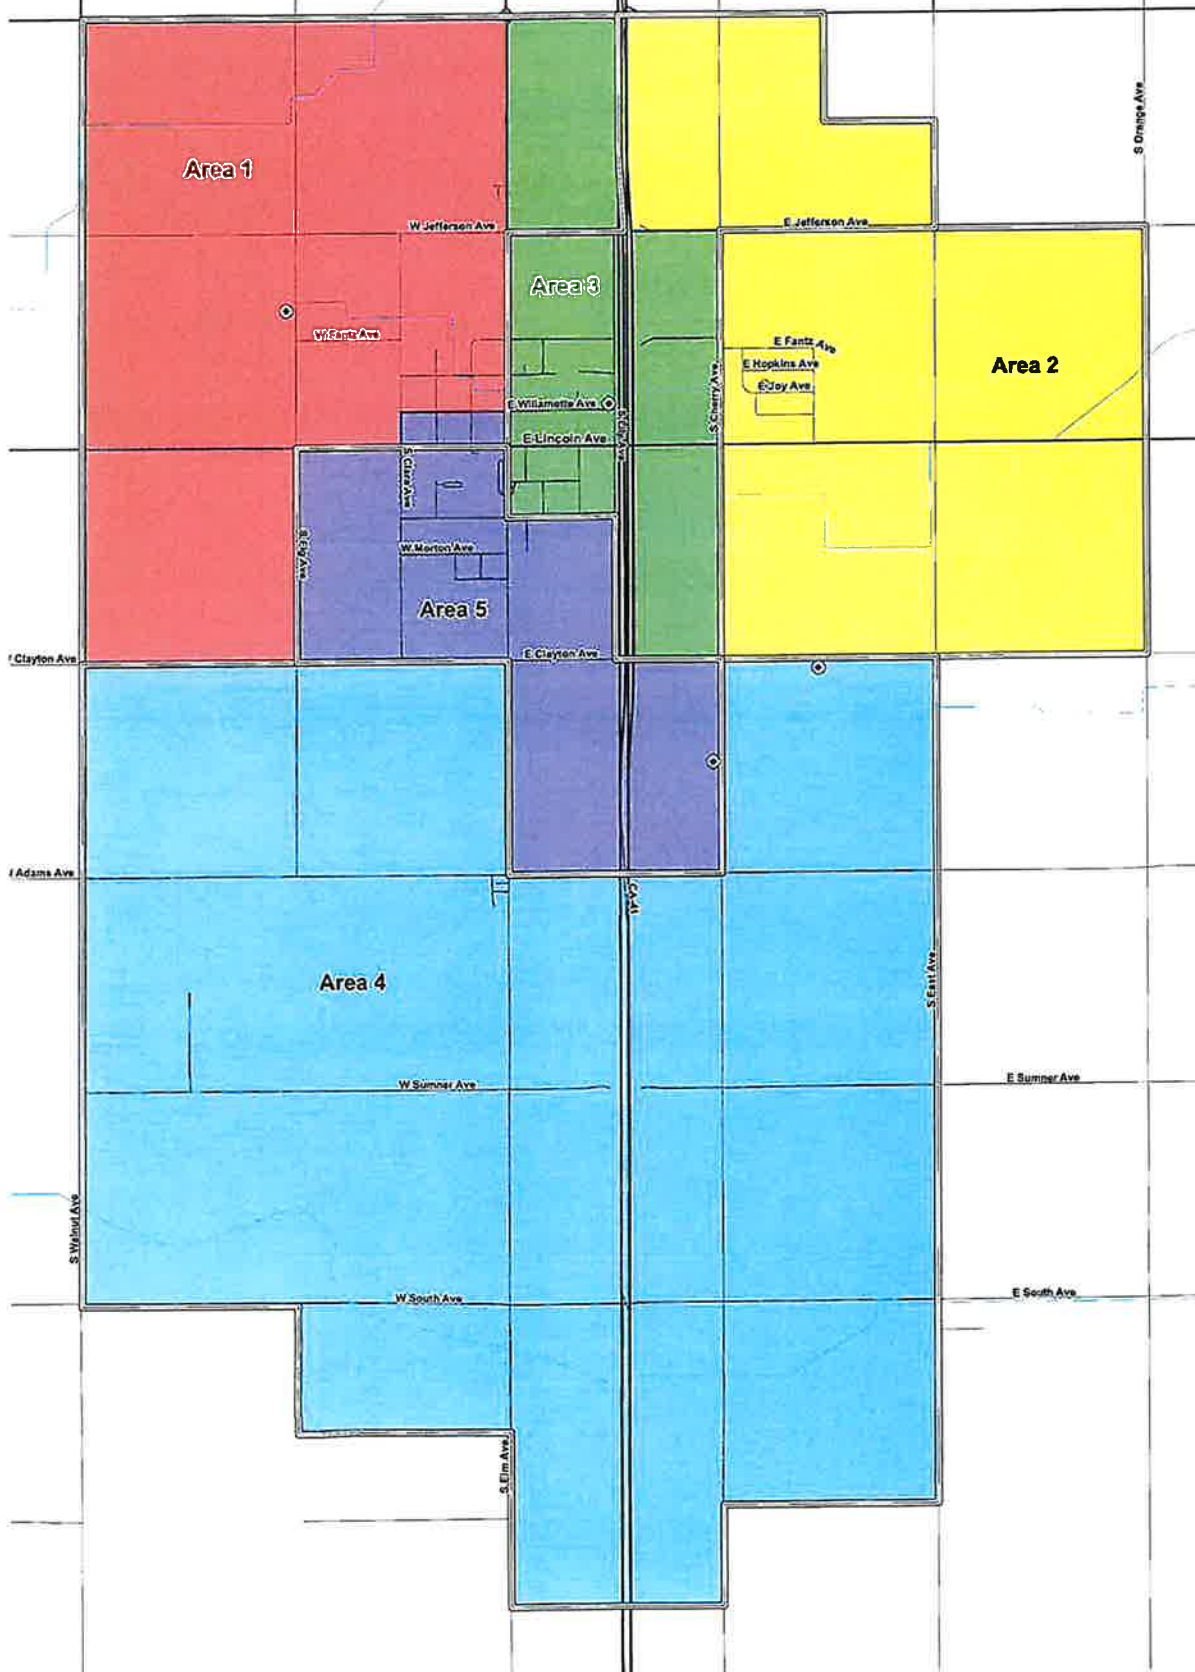 S Orange Ave
Area 1
W Jefferson Ave
E Jefferson Ave
Area 3
W Fantz Ave
E Fantz Ave
E Hopkins Ave
Area 2
E Joy Ave
E Willamette Ave
S Cherry Ave
E Lincoln Ave
S Clara Ave
S Fig Ave
W Morton Ave
Area 5
Clayton Ave
E Clayton Ave
Adams Ave
CA-41
Area 4
S East Ave
W Sumner Ave
E Sumner Ave
S Walnut Ave
W South Ave
E South Ave
S Elm Ave